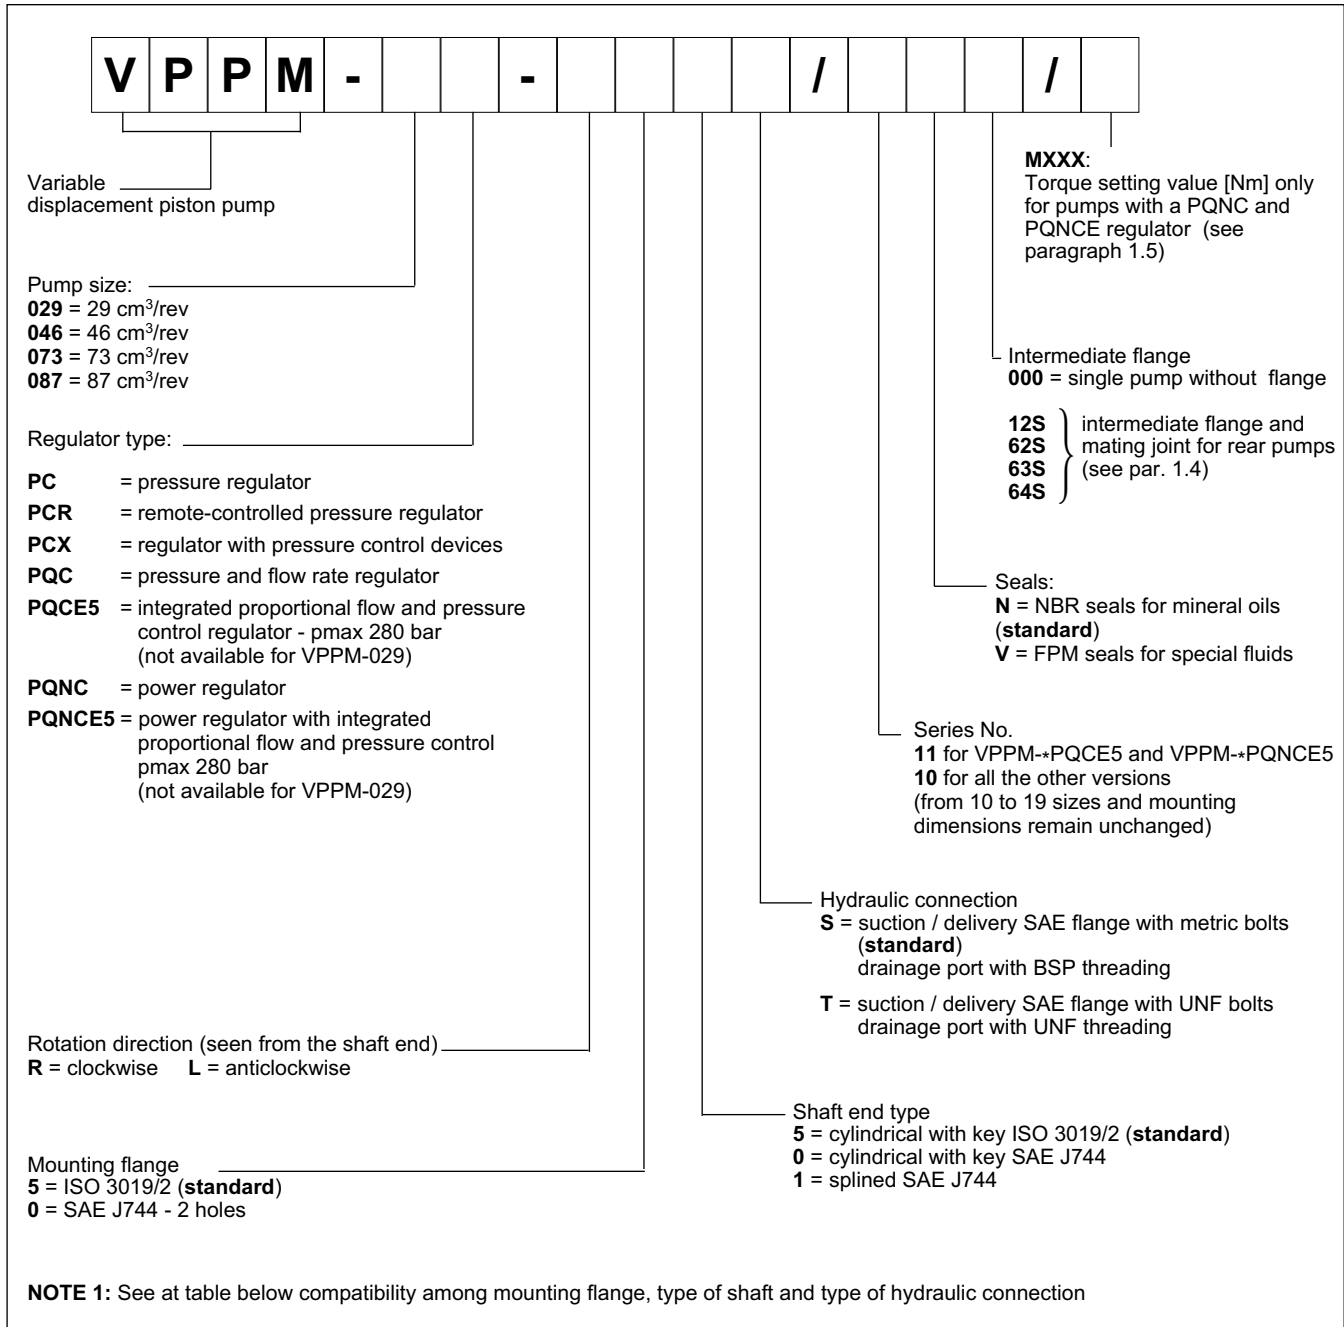 V P P M - - / /
Variable
displacement piston pump
Pump size:
029 = 29 cm³/rev
046 = 46 cm³/rev
073 = 73 cm³/rev
087 = 87 cm³/rev
Regulator type:
PC = pressure regulator
PCR = remote-controlled pressure regulator
PCX = regulator with pressure control devices
PQC = pressure and flow rate regulator
PQCE5 = integrated proportional flow and pressure
control regulator - pmax 280 bar
(not available for VPPM-029)
PQNC = power regulator
PQNCE5 = power regulator with integrated
proportional flow and pressure control
pmax 280 bar
(not available for VPPM-029)
Rotation direction (seen from the shaft end)
R = clockwise L = anticlockwise
Mounting flange
5 = ISO 3019/2 (standard)
0 = SAE J744 - 2 holes
MXXX:
Torque setting value [Nm] only
for pumps with a PQNC and
PQNCE regulator (see
paragraph 1.5)
Intermediate flange
000 = single pump without flange
12S
62S
63S
64S
intermediate flange and
mating joint for rear pumps
(see par. 1.4)
Seals:
N = NBR seals for mineral oils
(standard)
V = FPM seals for special fluids
Series No.
11 for VPPM-*PQCE5 and VPPM-*PQNCE5
10 for all the other versions
(from 10 to 19 sizes and mounting
dimensions remain unchanged)
Hydraulic connection
S = suction / delivery SAE flange with metric bolts
(standard)
drainage port with BSP threading
T = suction / delivery SAE flange with UNF bolts
drainage port with UNF threading
Shaft end type
5 = cylindrical with key ISO 3019/2 (standard)
0 = cylindrical with key SAE J744
1 = splined SAE J744
NOTE 1: See at table below compatibility among mounting flange, type of shaft and type of hydraulic connection